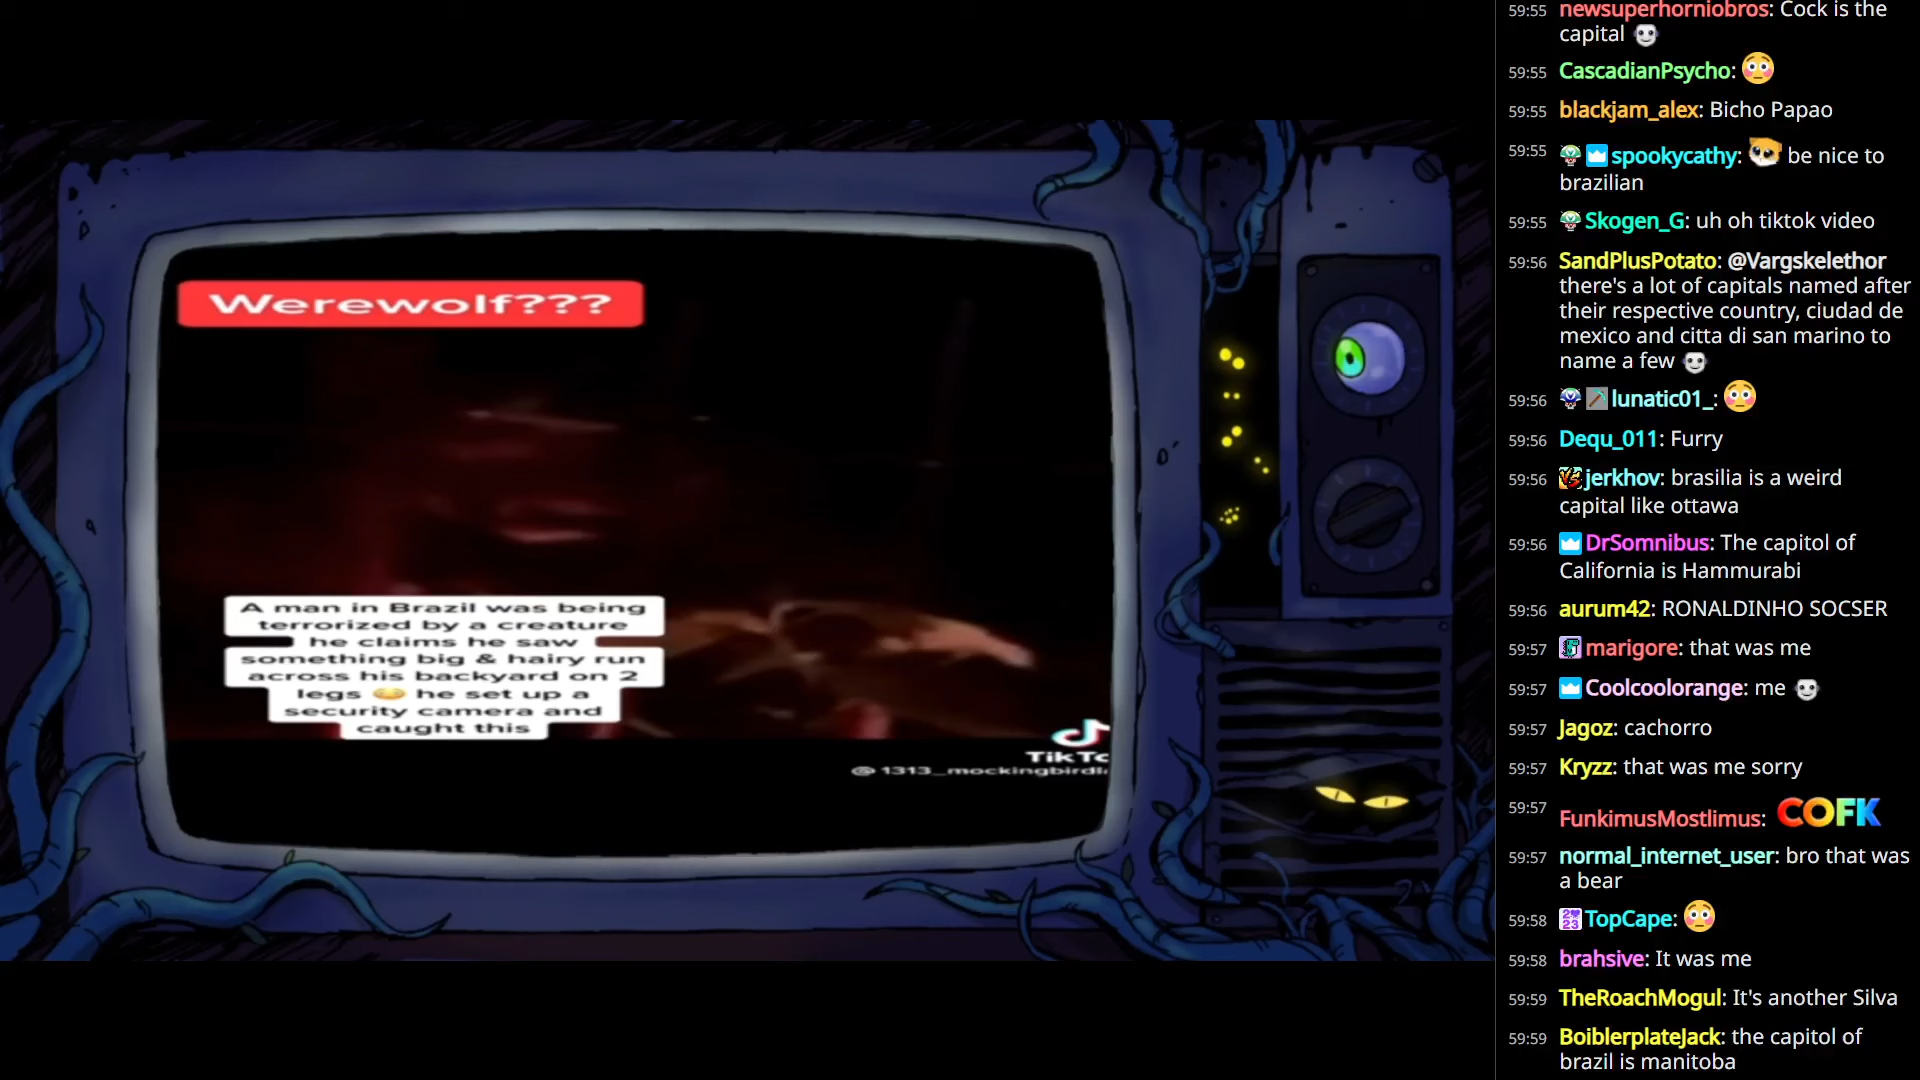 Werewolf???
A man in Brazil was being
terrorized by a creature
he claims he saw
something big & hairy run
across his backyard on 2
legs 😳 he set up a
security camera and
caught this
TikTo
@1313_mockingbirdl
59:55 newsuperhorniobros: Cock is the
capital
59:55 CascadianPsycho: 😳
59:55 blackjam_alex: Bicho Papao
59:55 spookycathy: be nice to
brazilian
59:55 Skogen_G: uh oh tiktok video
59:56 SandPlusPotato: @Vargskelethor
there's a lot of capitals named after
their respective country, ciudad de
mexico and citta di san marino to
name a few
59:56 lunatic01_: 😳
59:56 Dequ_011: Furry
59:56 jerkhov: brasilia is a weird
capital like ottawa
59:56 DrSomnibus: The capitol of
California is Hammurabi
59:56 aurum42: RONALDINHO SOCSER
59:57 marigore: that was me
59:57 Coolcoolorange: me
59:57 Jagoz: cachorro
59:57 Kryzz: that was me sorry
59:57 FunkimusMostlimus: COFK
59:57 normal_internet_user: bro that was
a bear
59:58 TopCape: 😳
59:58 brahsive: It was me
59:59 TheRoachMogul: It's another Silva
59:59 BoiblerplateJack: the capitol of
brazil is manitoba